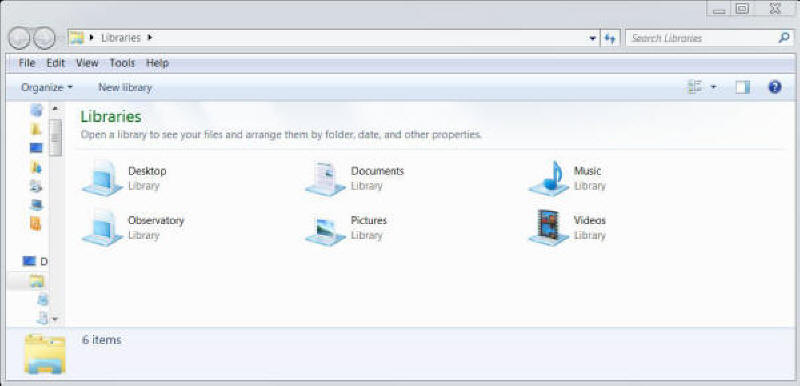 Libraries
Search Libraries
File Edit View Tools Help
Organize New library
Libraries
Open a library to see your files and arrange them by folder, date, and other properties.
Desktop
Library
Documents
Library
Music
Library
Observatory
Library
Pictures
Library
Videos
Library
D
6 items